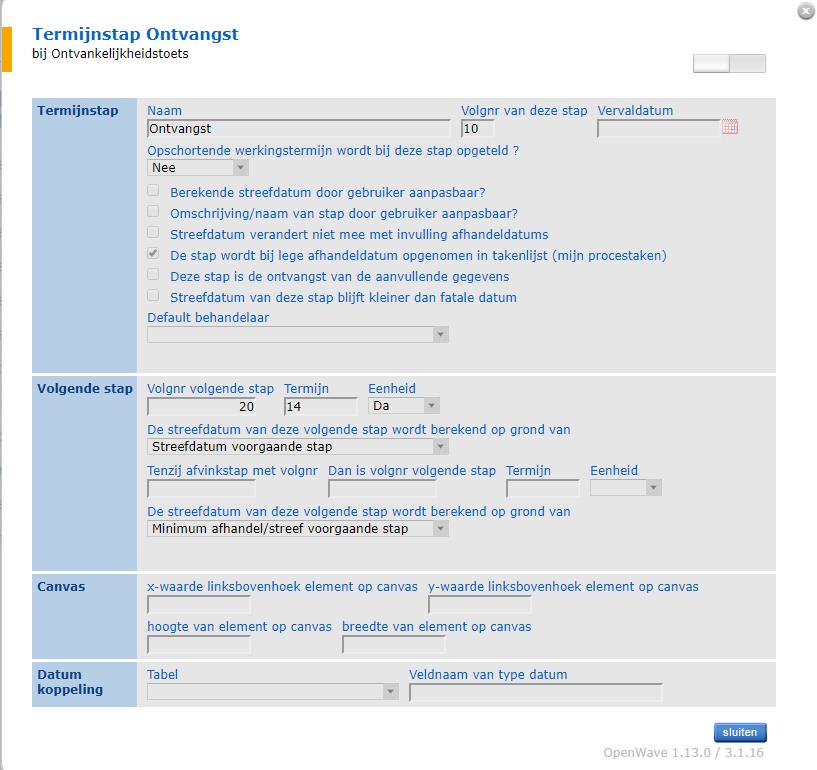 Termijnstap Ontvangst
bij Ontvankelijkheidstoets
Termijnstap
Naam Volgnr van deze stap Vervaldatum
Ontvangst 10
Opschortende werkingstermijn wordt bij deze stap opgeteld ?
Nee
Berekende streefdatum door gebruiker aanpasbaar?
Omschrijving/naam van stap door gebruiker aanpasbaar?
Streefdatum verandert niet mee met invulling afhandeldatums
De stap wordt bij lege afhandeldatum opgenomen in takenlijst (mijn procestaken)
Deze stap is de ontvangst van de aanvullende gegevens
Streefdatum van deze stap blijft kleiner dan fatale datum
Default behandelaar
Volgende stap
Volgnr volgende stap Termijn Eenheid
20 14 Da
De streefdatum van deze volgende stap wordt berekend op grond van
Streefdatum voorgaande stap
Tenzij afvinkstap met volgnr Dan is volgnr volgende stap Termijn Eenheid
De streefdatum van deze volgende stap wordt berekend op grond van
Minimum afhandel/streef voorgaande stap
Canvas
x-waarde linksbovenhoek element op canvas y-waarde linksbovenhoek element op canvas
hoogte van element op canvas breedte van element op canvas
Datum
koppeling
Tabel Veldnaam van type datum
sluiten
OpenWave 1.13.0 / 3.1.16